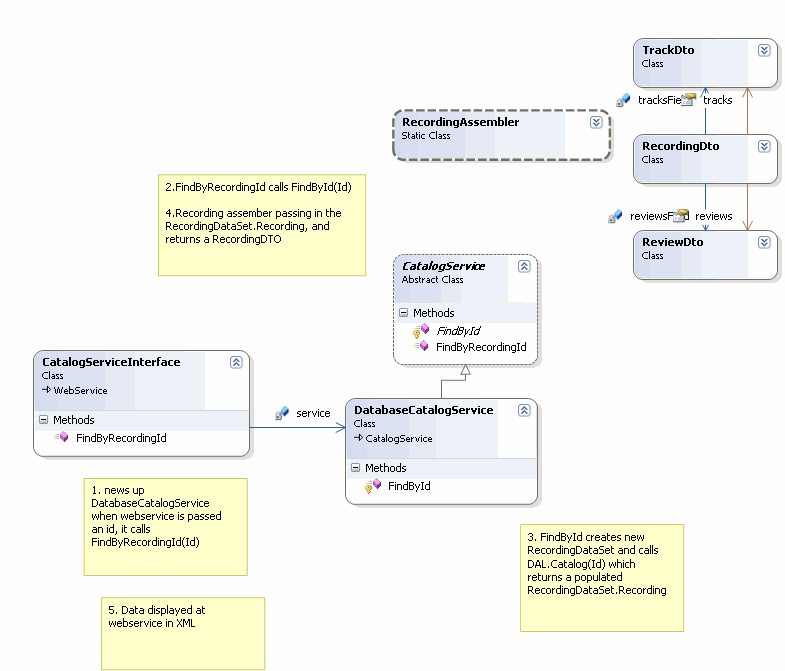 TrackDto
Class
tracksFie
tracks
RecordingAssembler
Static Class
RecordingDto
Class
2.FindByRecordingId calls FindById(Id)
4.Recording assember passing in the
RecordingDataSet.Recording, and
returns a RecordingDTO
reviewsF d
reviews
ReviewDto
Class
CatalogService
Abstract Class
Methods
FindById
FindByRecordingId
CatalogServiceInterface
Class
WebService
Methods
FindByRecordingId
service
DatabaseCatalogService
Class
CatalogService
Methods
FindById
1. news up
DatabaseCatalogService
when webservice is passed
an id, it calls
FindByRecordingId(Id)
3. FindById creates new
RecordingDataSet and calls
DAL.Catalog(Id) which
returns a populated
RecordingDataSet.Recording
5. Data displayed at
webservice in XML